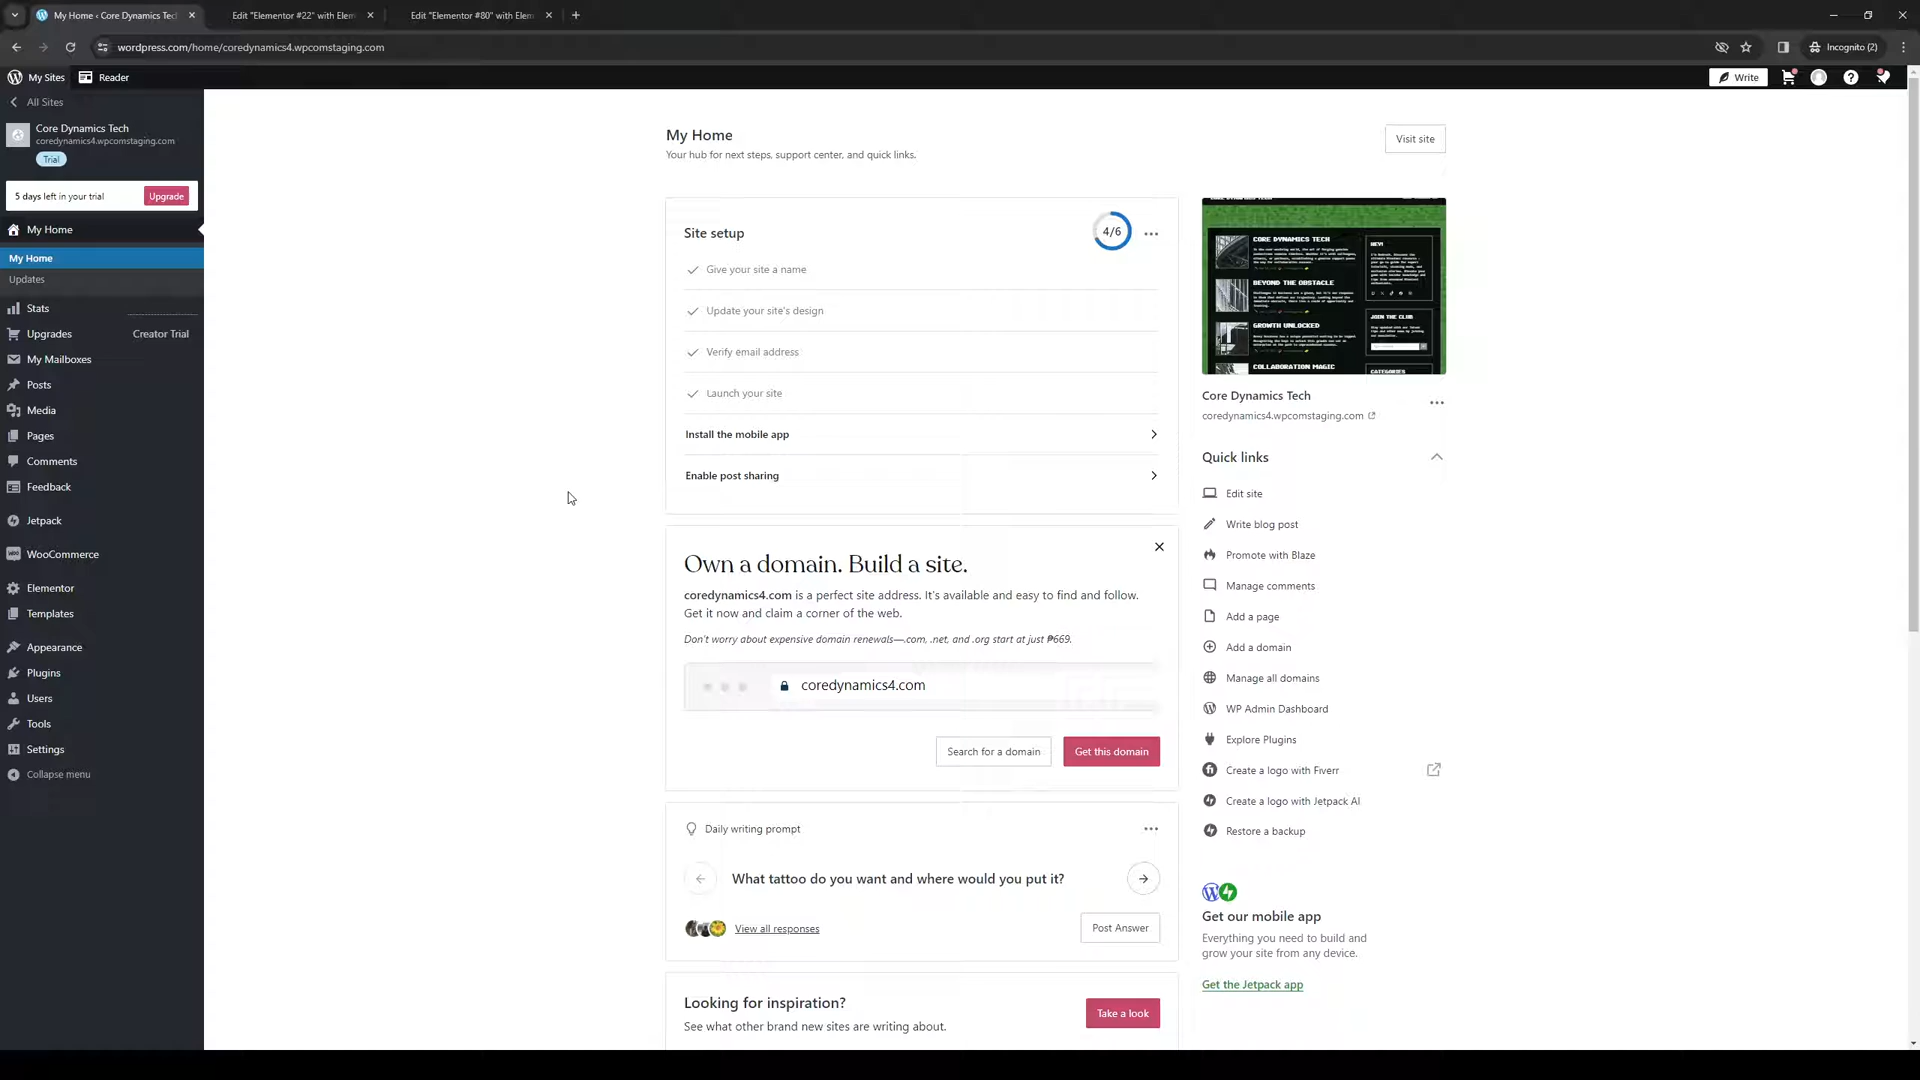 My Home ‹ Core Dynamics Tec
Edit "Elementor #22" with Elem
Edit "Elementor #80" with Elem
wordpress.com/home/coredynamics4.wpcomstaging.com
Incognito (2)
My Sites
Reader
Write
All Sites
Core Dynamics Tech
coredynamics4.wpcomstaging.com
Trial
5 days left in your trial
Upgrade
My Home
My Home
Updates
Stats
Upgrades
Creator Trial
My Mailboxes
Posts
Media
Pages
Comments
Feedback
Jetpack
WooCommerce
Elementor
Templates
Appearance
Plugins
Users
Tools
Settings
Collapse menu
My Home
Your hub for next steps, support center, and quick links.
Visit site
Site setup
4/6
Give your site a name
Update your site's design
Verify email address
Launch your site
Install the mobile app
Enable post sharing
Own a domain. Build a site.
coredynamics4.com is a perfect site address. It's available and easy to find and follow.
Get it now and claim a corner of the web.
Don't worry about expensive domain renewals—.com, .net, and .org start at just ₱669.
coredynamics4.com
Search for a domain
Get this domain
Daily writing prompt
What tattoo do you want and where would you put it?
View all responses
Post Answer
Looking for inspiration?
See what other brand new sites are writing about.
Take a look
CORE DYNAMICS TECH
BEYOND THE OBSTACLE
GROWTH UNLOCKED
COLLABORATION MAGIC
HEY!
JOIN THE CLUB
CATEGORIES
Core Dynamics Tech
coredynamics4.wpcomstaging.com
Quick links
Edit site
Write blog post
Promote with Blaze
Manage comments
Add a page
Add a domain
Manage all domains
WP Admin Dashboard
Explore Plugins
Create a logo with Fiverr
Create a logo with Jetpack AI
Restore a backup
Get our mobile app
Everything you need to build and
grow your site from any device.
Get the Jetpack app